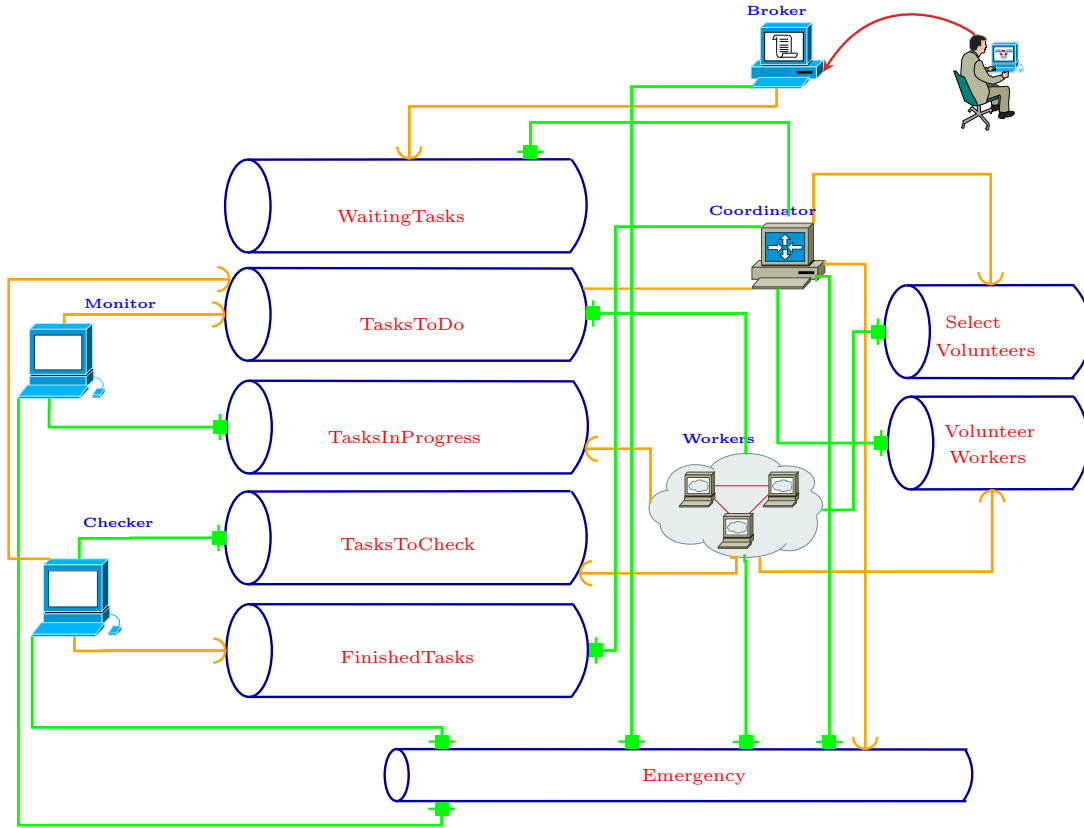 Broker
WaitingTasks
Coordinator
Monitor
TasksToDo
Select
Volunteers
TasksInProgress
Workers
Volunteer
Workers
Checker
TasksToCheck
FinishedTasks
Emergency